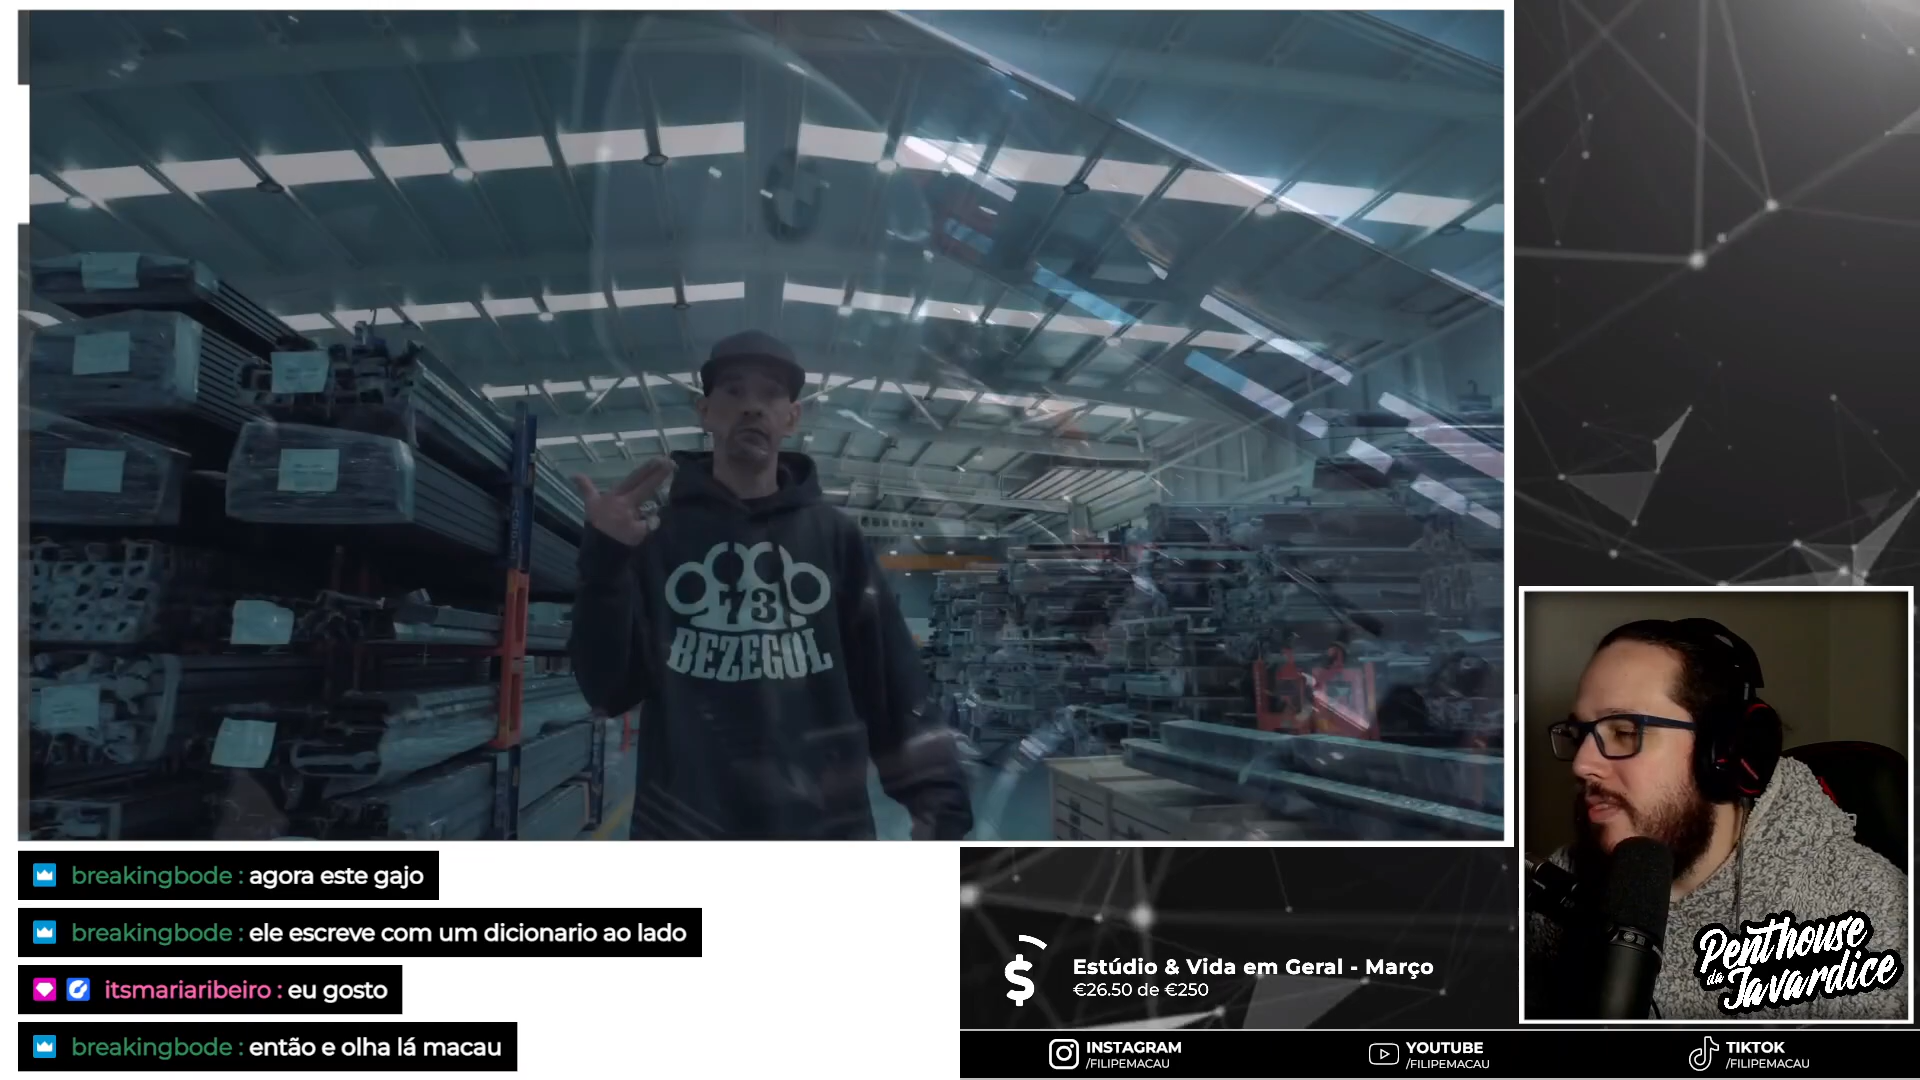 E73
BEZEGOL
breakingbode : agora este gajo
breakingbode : ele escreve com um dicionario ao lado
itsmariaribeiro : eu gosto
breakingbode : então e olha lá macau
$
Estúdio & Vida em Geral - Março
€26.50 de €250
Penthouse
da Javardice
INSTAGRAM
/FILIPEMACAU
YOUTUBE
/FILIPEMACAU
TIKTOK
/FILIPEMACAU